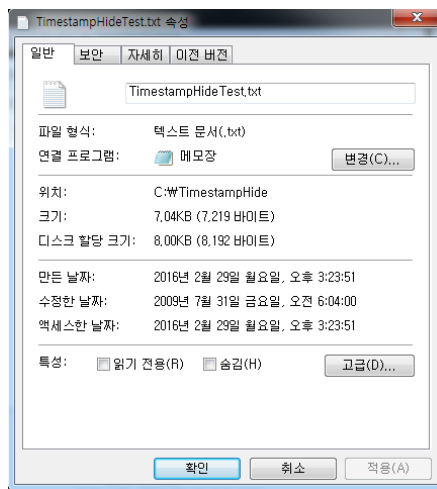 TimestampHideTest.txt 속성
일반 보안 자세히 이전 버전
TimestampHideTest.txt
파일 형식: 텍스트 문서(.txt)
연결 프로그램: 메모장 변경(C)...
위치: C:₩TimestampHide
크기: 7.04KB (7,219 바이트)
디스크 할당 크기: 8.00KB (8,192 바이트)
만든 날짜: 2016년 2월 29일 월요일, 오후 3:23:51
수정한 날짜: 2009년 7월 31일 금요일, 오전 6:04:00
액세스한 날짜: 2016년 2월 29일 월요일, 오후 3:23:51
특성: 읽기 전용(R) 숨김(H) 고급(D)...
확인 취소 적용(A)